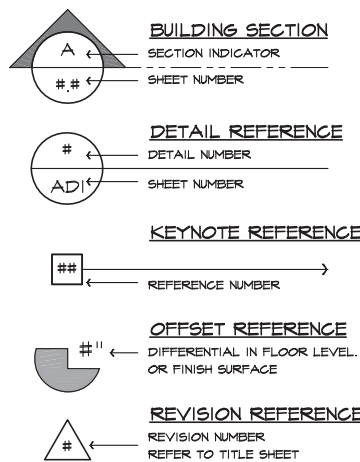 BUILDING SECTION
A
SECTION INDICATOR
#.#
SHEET NUMBER
DETAIL REFERENCE
#
DETAIL NUMBER
AD1
SHEET NUMBER
KEYNOTE REFERENCE
##
REFERENCE NUMBER
OFFSET REFERENCE
#"
DIFFERENTIAL IN FLOOR LEVEL.
OR FINISH SURFACE
REVISION REFERENCE
REVISION NUMBER
#
REFER TO TITLE SHEET